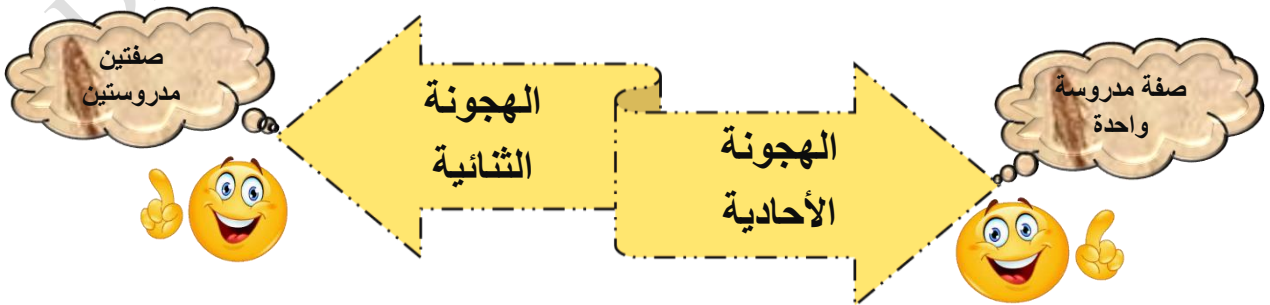 صفة مدروسة
واحدة
الهجونة
الأحادية
الهجونة
الثنائية
صفتين
مدروستين